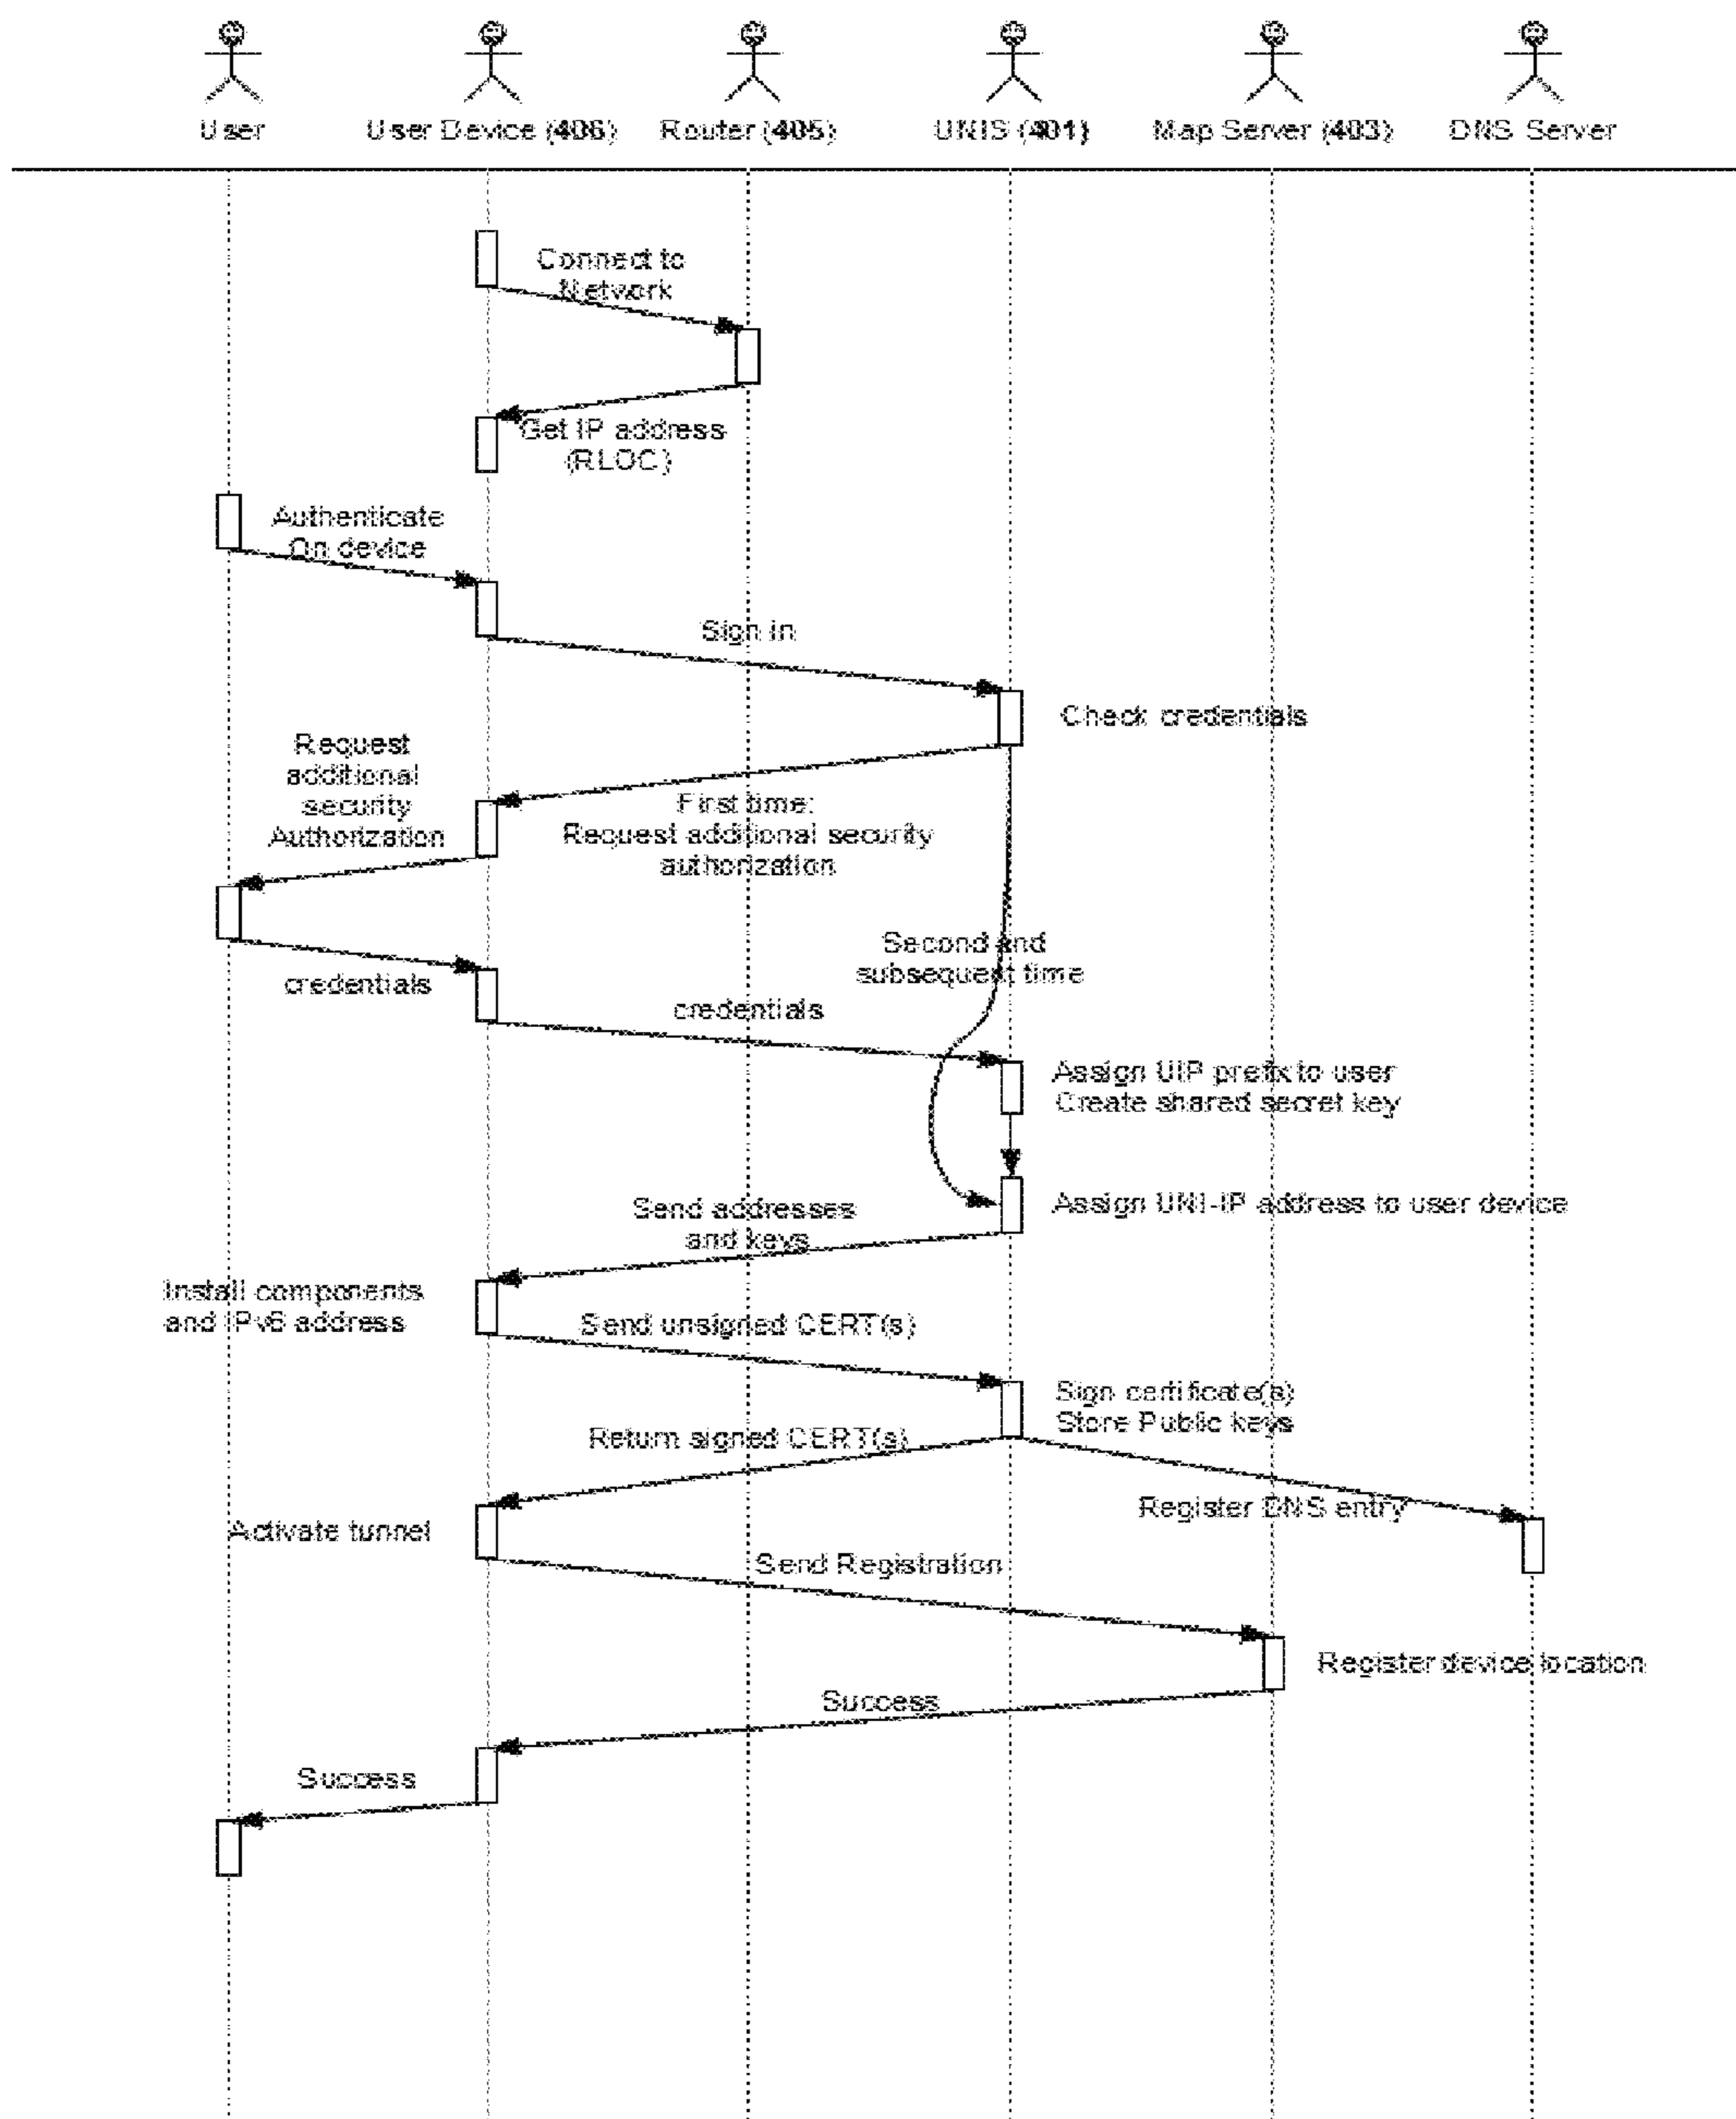 User
User Device (406)
Router (405)
UNIS (401)
Map Server (403)
DNS Server
Connect to
Network
Get IP address
(RLOC)
Authenticate
On device
Sign in
Check credentials
Request
additional
security
Authorization
First time:
Request additional security
authorization
Second and
subsequent time
credentials
credentials
Assign UIP prefix to user
Create shared secret key
Assign UNI-IP address to user device
Send addresses
and keys
Install components
and IPv6 address
Send unsigned CERT(s)
Sign certificate(s)
Store Public keys
Return signed CERT(s)
Register DNS entry
Activate tunnel
Send Registration
Register device location
Success
Success